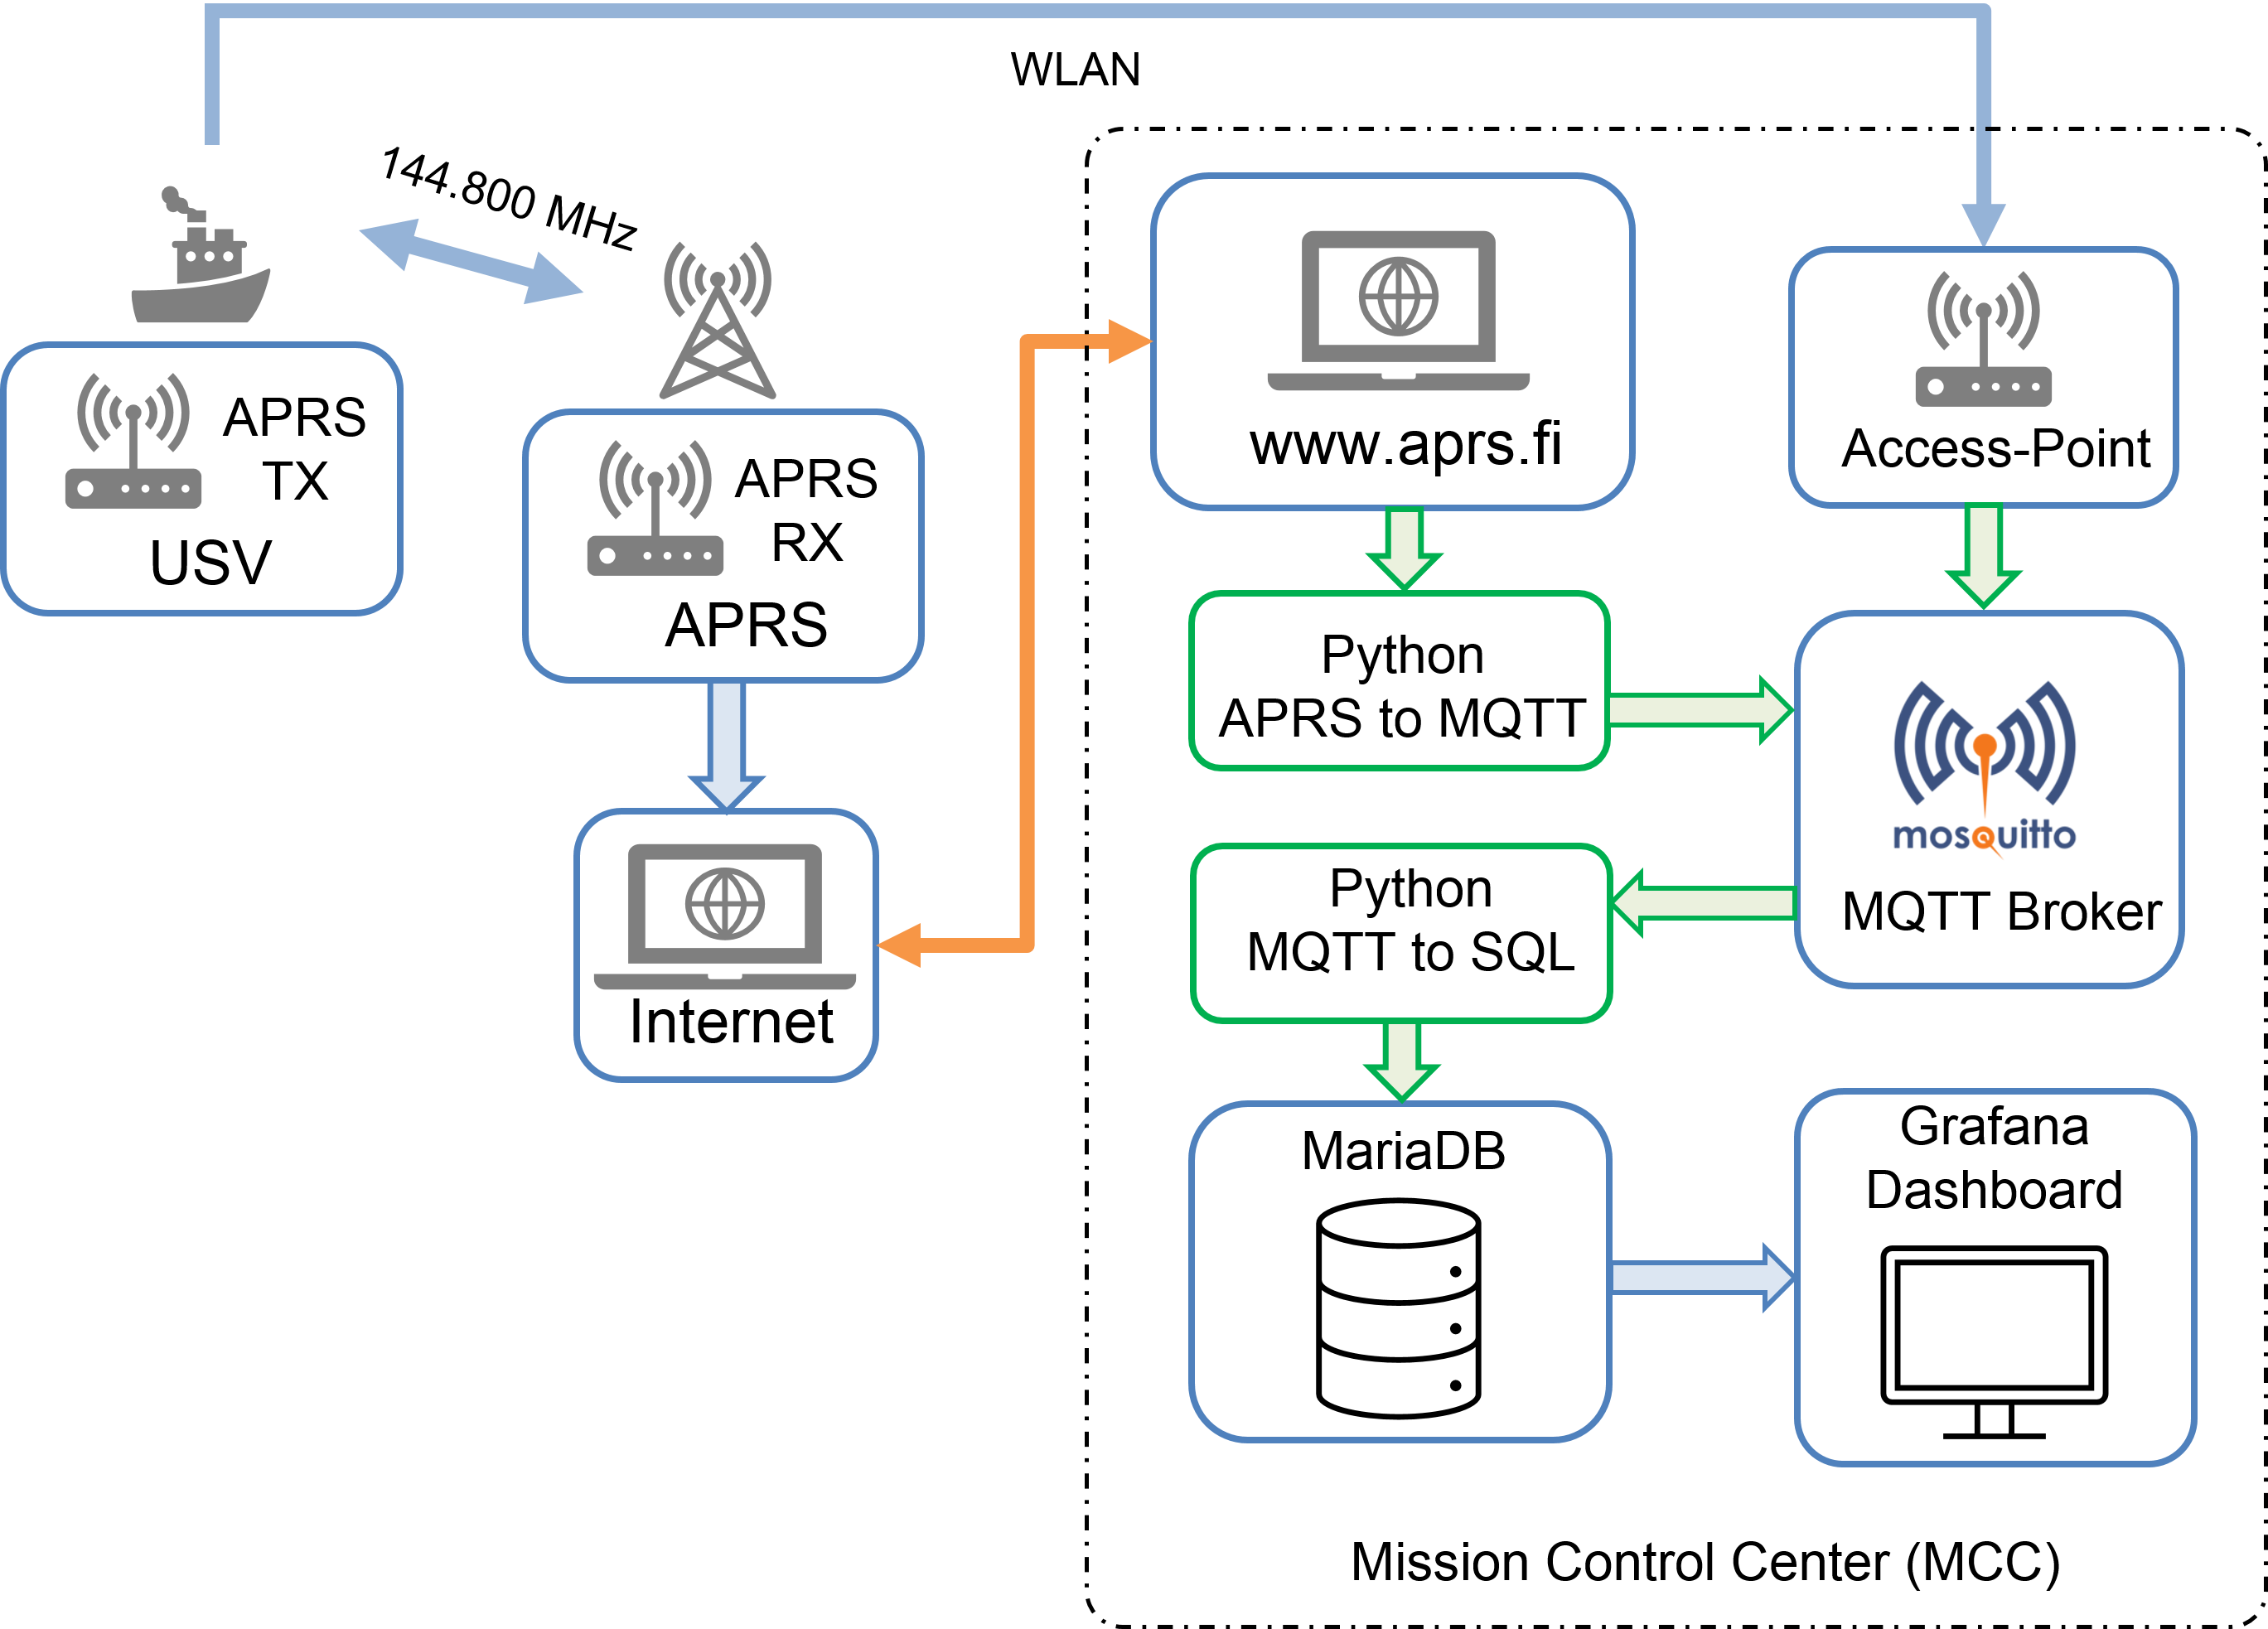 WLAN
144.800 MHz
APRS
TX
USV
APRS
RX
APRS
Internet
www.aprs.fi
Access-Point
Python
APRS to MQTT
mosquitto
MQTT Broker
Python
MQTT to SQL
MariaDB
Grafana
Dashboard
Mission Control Center (MCC)